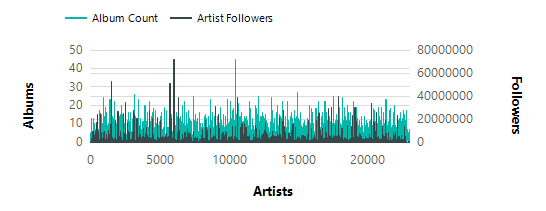 Album Count Artist Followers
50 80000000
40 60000000
30
20 40000000
10 20000000
0 0
0 5000 10000 15000 20000
Albums
Followers
Artists